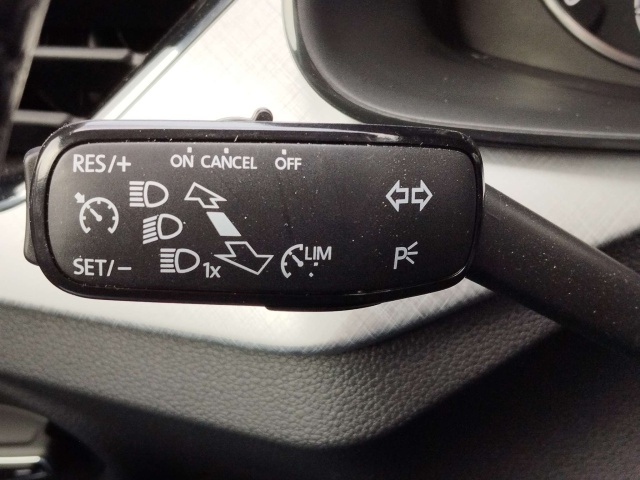 RES/+ ON CANCEL OFF
SET/- 1x LIM
P